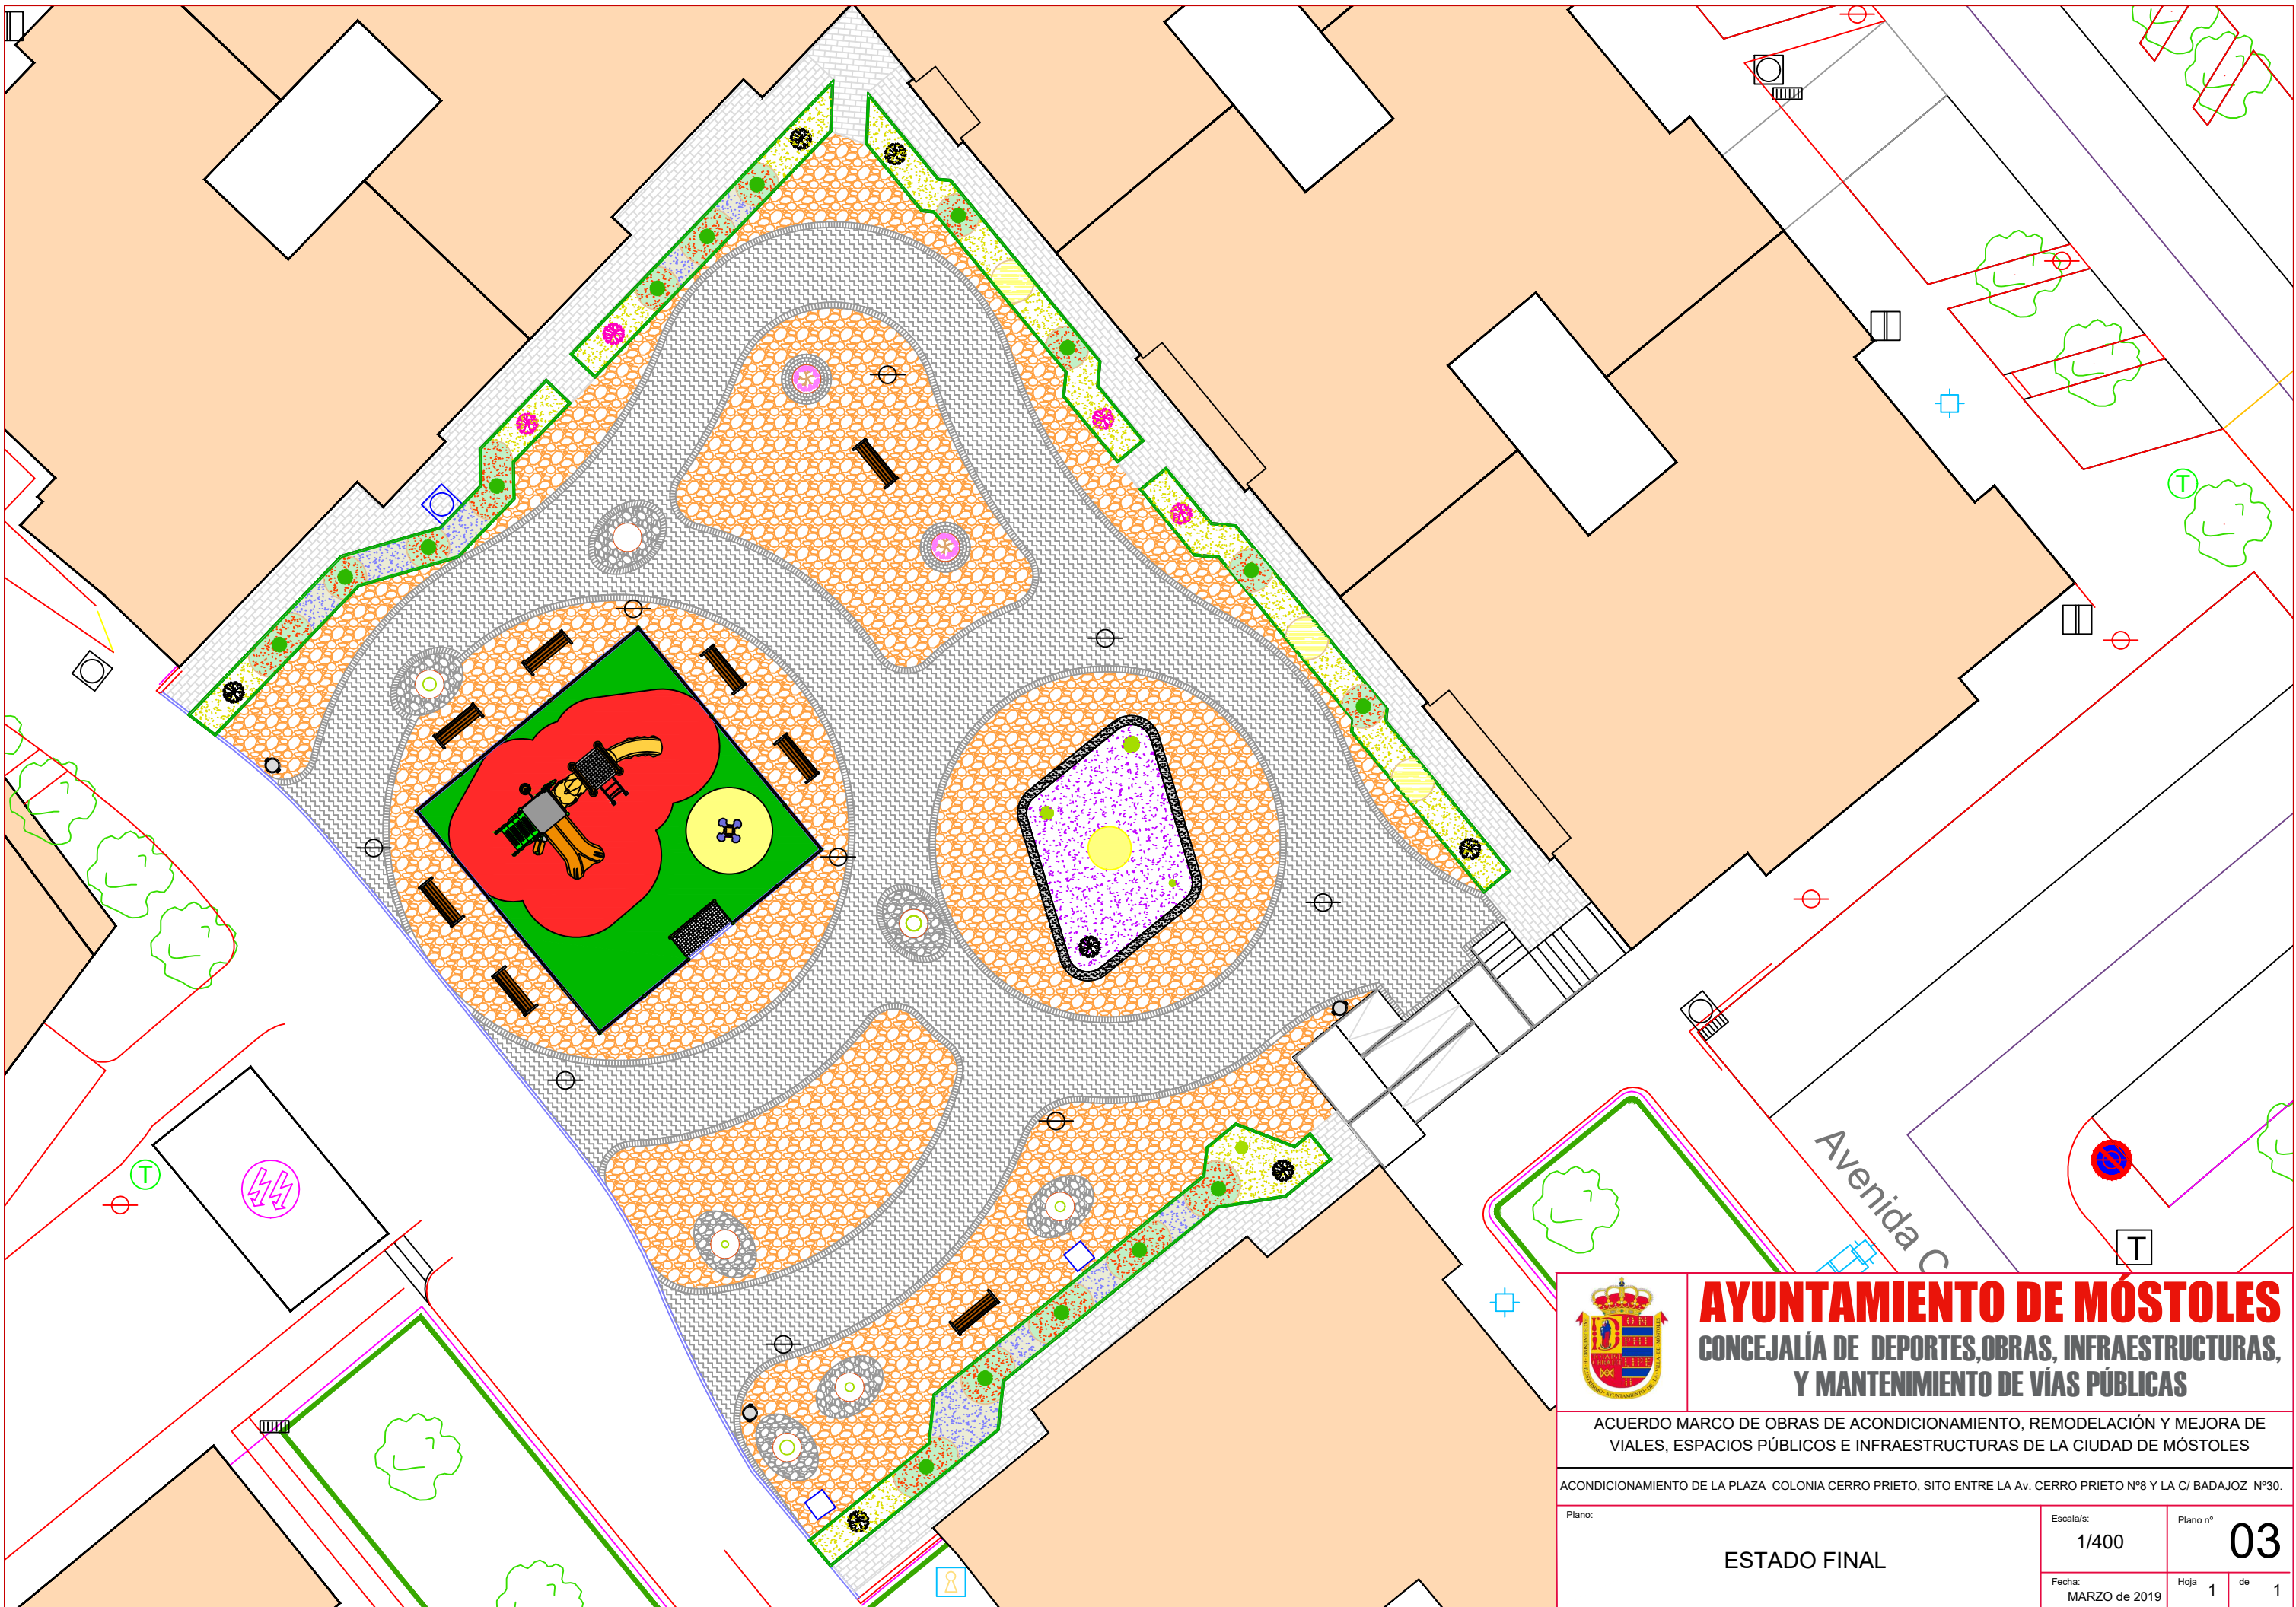 T
T
Avenida C
T
AYUNTAMIENTO DE MÓSTOLES
CONCEJALÍA DE DEPORTES,OBRAS, INFRAESTRUCTURAS,
Y MANTENIMIENTO DE VÍAS PÚBLICAS
ACUERDO MARCO DE OBRAS DE ACONDICIONAMIENTO, REMODELACIÓN Y MEJORA DE
VIALES, ESPACIOS PÚBLICOS E INFRAESTRUCTURAS DE LA CIUDAD DE MÓSTOLES
ACONDICIONAMIENTO DE LA PLAZA COLONIA CERRO PRIETO, SITO ENTRE LA Av. CERRO PRIETO Nº8 Y LA C/ BADAJOZ Nº30.
Plano:
ESTADO FINAL
Escala/s:
1/400
Plano nº
03
Fecha:
MARZO de 2019
Hoja 1 de 1